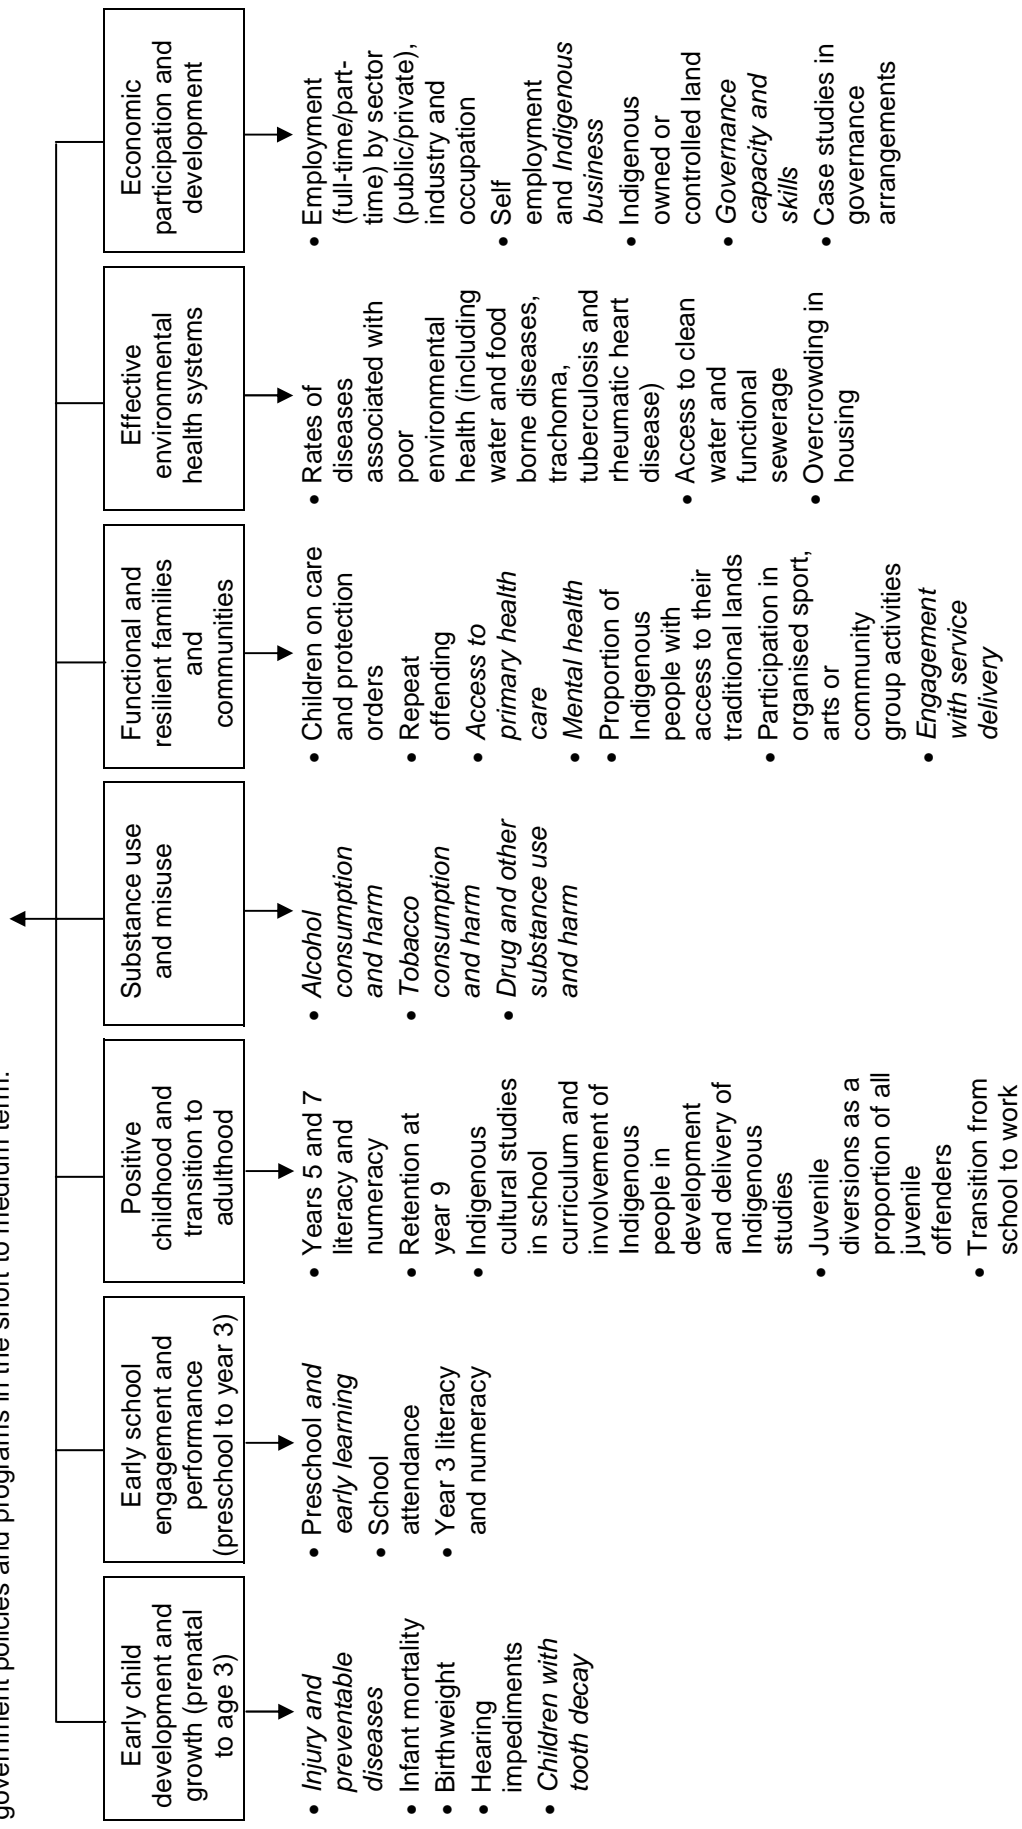 government policies and programs in the short to medium term.
Early child
development and
growth (prenatal
to age 3)
• Injury and
preventable
diseases
• Infant mortality
• Birthweight
• Hearing
impediments
• Children with
tooth decay
Early school
engagement and
performance
(preschool to year 3)
• Preschool and
early learning
• School
attendance
• Year 3 literacy
and numeracy
Positive
childhood and
transition to
adulthood
• Years 5 and 7
literacy and
numeracy
• Retention at
year 9
• Indigenous
cultural studies
in school
curriculum and
involvement of
Indigenous
people in
development
and delivery of
Indigenous
studies
• Juvenile
diversions as a
proportion of all
juvenile
offenders
• Transition from
school to work
Substance use
and misuse
• Alcohol
consumption
and harm
• Tobacco
consumption
and harm
• Drug and other
substance use
and harm
Functional and
resilient families
and
communities
• Children on care
and protection
orders
• Repeat
offending
• Access to
primary health
care
• Mental health
• Proportion of
Indigenous
people with
access to their
traditional lands
• Participation in
organised sport,
arts or
community
group activities
• Engagement
with service
delivery
Effective
environmental
health systems
• Rates of
diseases
associated with
poor
environmental
health (including
water and food
borne diseases,
trachoma,
tuberculosis and
rheumatic heart
disease)
• Access to clean
water and
functional
sewerage
• Overcrowding in
housing
Economic
participation and
development
• Employment
(full-time/part-
time) by sector
(public/private),
industry and
occupation
• Self
employment
and Indigenous
business
• Indigenous
owned or
controlled land
• Governance
capacity and
skills
• Case studies in
governance
arrangements